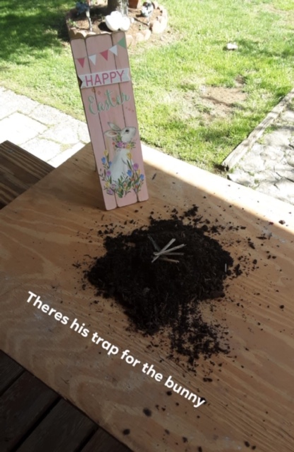 HAPPY
Easter
Theres his trap for the bunny